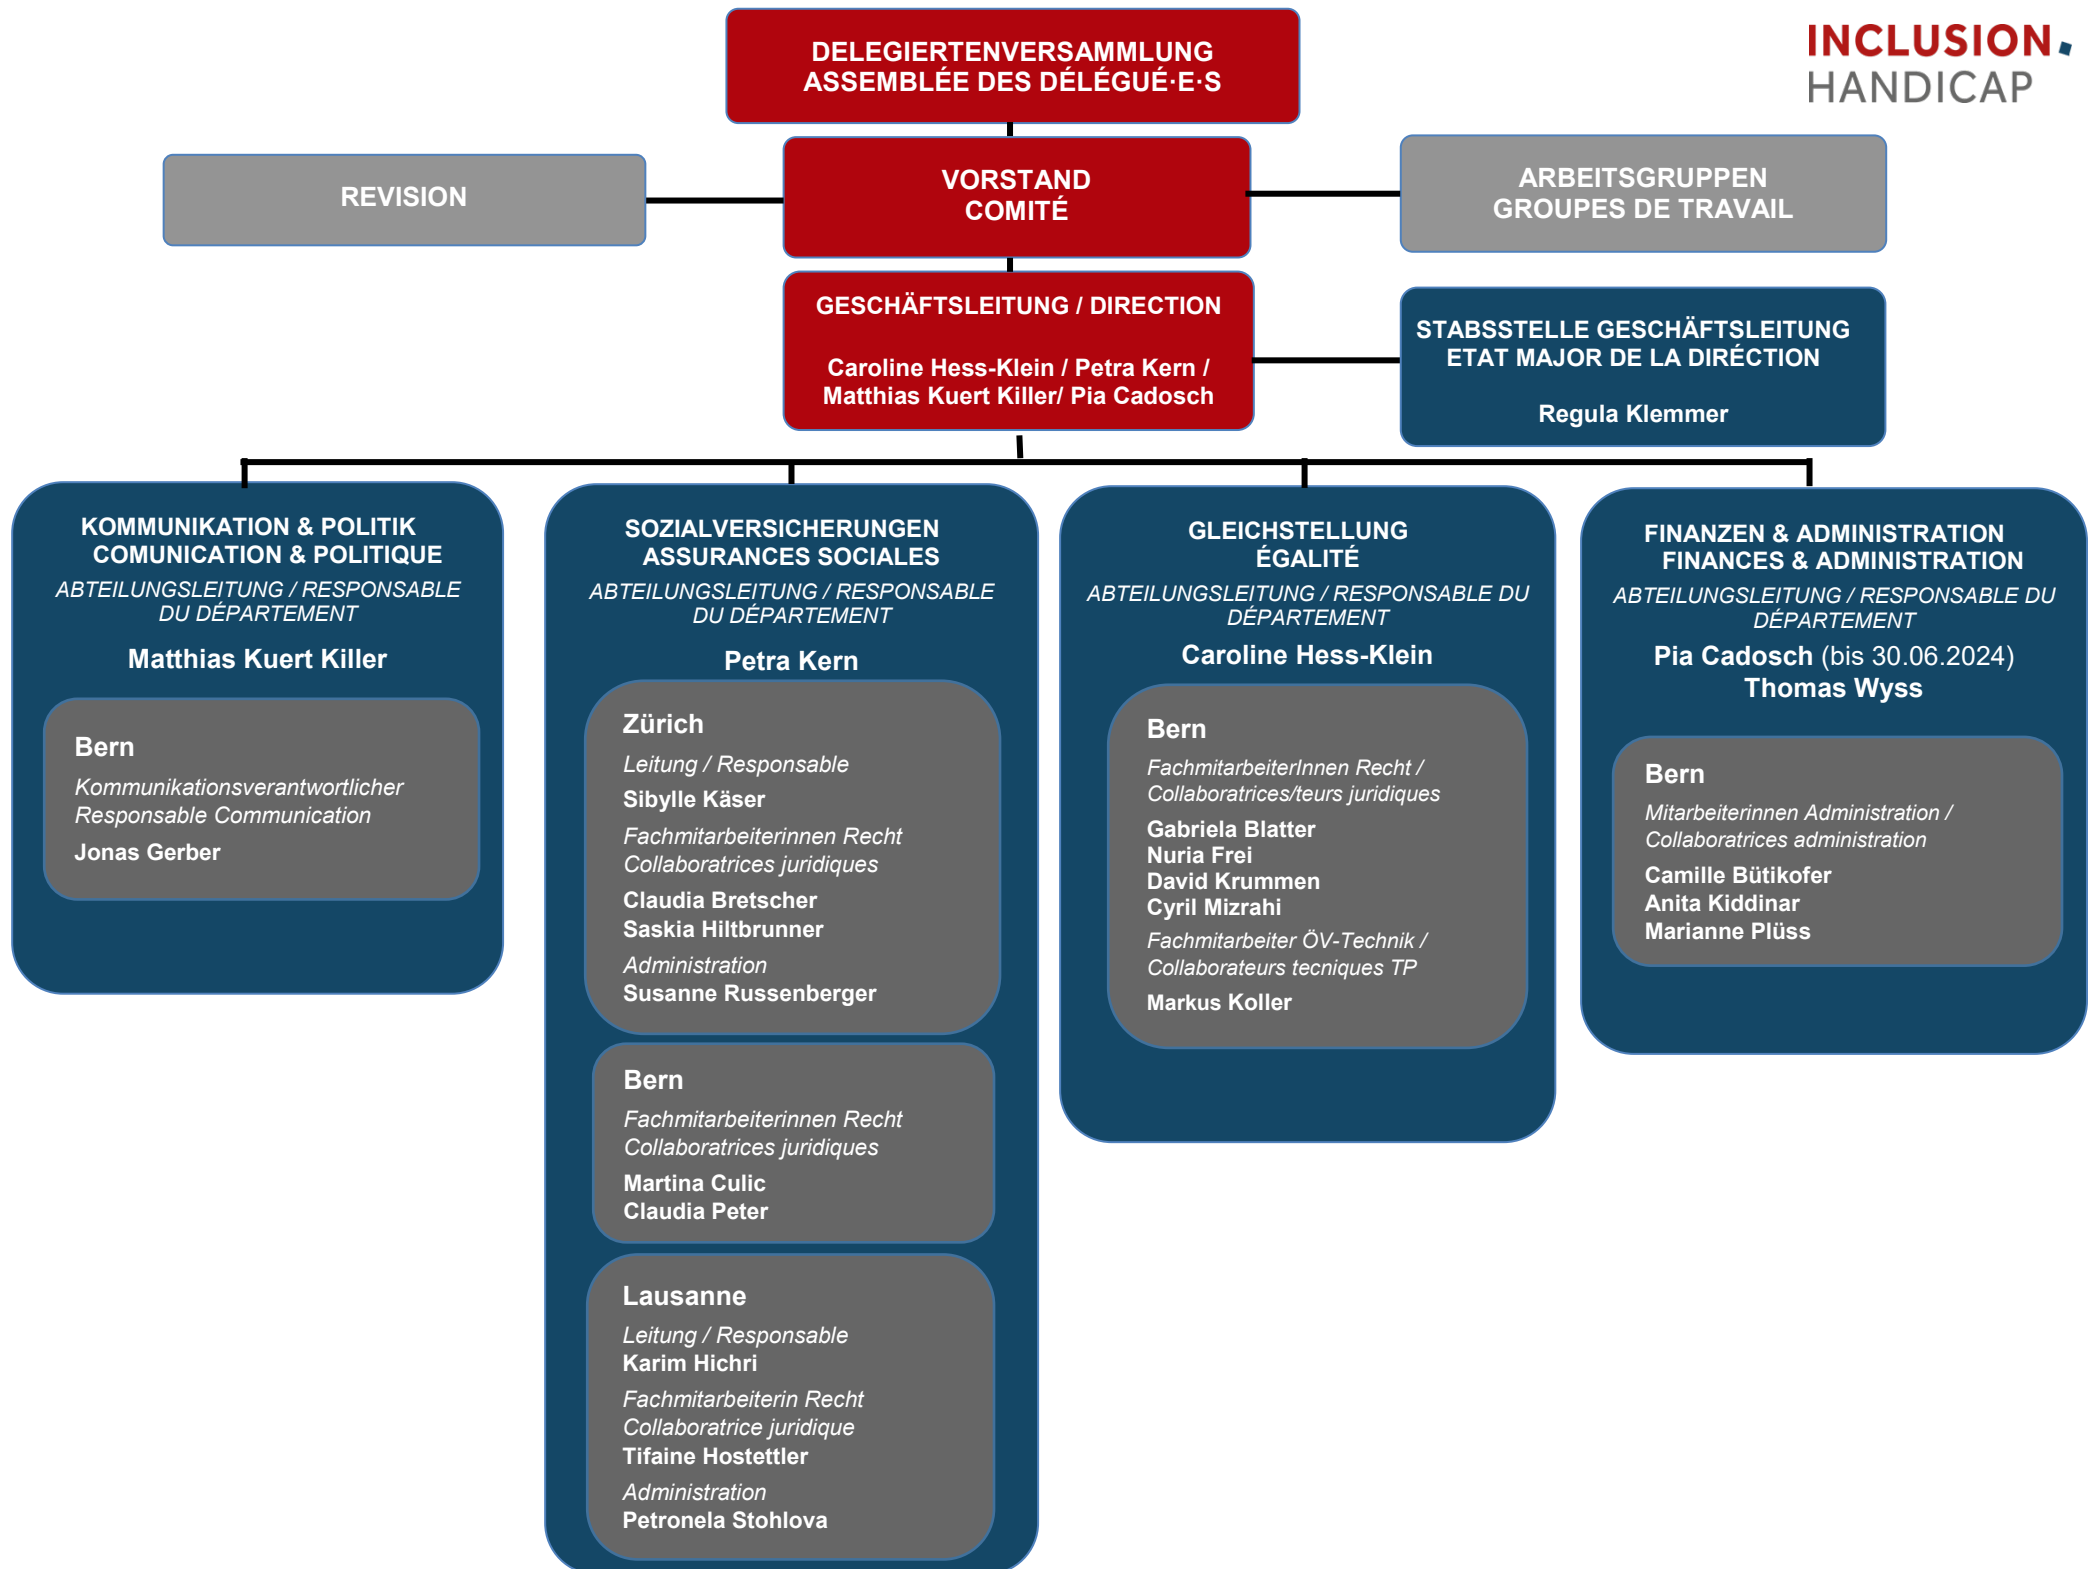 INCLUSION.
HANDICAP
DELEGIERTENVERSAMMLUNG
ASSEMBLÉE DES DÉLÉGUÉ·E·S
REVISION
VORSTAND
COMITÉ
ARBEITSGRUPPEN
GROUPES DE TRAVAIL
GESCHÄFTSLEITUNG / DIRECTION
Caroline Hess-Klein / Petra Kern /
Matthias Kuert Killer/ Pia Cadosch
STABSSTELLE GESCHÄFTSLEITUNG
ETAT MAJOR DE LA DIRÉCTION
Regula Klemmer
KOMMUNIKATION & POLITIK
COMUNICATION & POLITIQUE
ABTEILUNGSLEITUNG / RESPONSABLE
DU DÉPARTEMENT
Matthias Kuert Killer
Bern
Kommunikationsverantwortlicher
Responsable Communication
Jonas Gerber
SOZIALVERSICHERUNGEN
ASSURANCES SOCIALES
ABTEILUNGSLEITUNG / RESPONSABLE
DU DÉPARTEMENT
Petra Kern
Zürich
Leitung / Responsable
Sibylle Käser
Fachmitarbeiterinnen Recht
Collaboratrices juridiques
Claudia Bretscher
Saskia Hiltbrunner
Administration
Susanne Russenberger
Bern
Fachmitarbeiterinnen Recht
Collaboratrices juridiques
Martina Culic
Claudia Peter
Lausanne
Leitung / Responsable
Karim Hichri
Fachmitarbeiterin Recht
Collaboratrice juridique
Tifaine Hostettler
Administration
Petronela Stohlova
GLEICHSTELLUNG
ÉGALITÉ
ABTEILUNGSLEITUNG / RESPONSABLE DU
DÉPARTEMENT
Caroline Hess-Klein
Bern
FachmitarbeiterInnen Recht /
Collaboratrices/teurs juridiques
Gabriela Blatter
Nuria Frei
David Krummen
Cyril Mizrahi
Fachmitarbeiter ÖV-Technik /
Collaborateurs tecniques TP
Markus Koller
FINANZEN & ADMINISTRATION
FINANCES & ADMINISTRATION
ABTEILUNGSLEITUNG / RESPONSABLE DU
DÉPARTEMENT
Pia Cadosch (bis 30.06.2024)
Thomas Wyss
Bern
Mitarbeiterinnen Administration /
Collaboratrices administration
Camille Bütikofer
Anita Kiddinar
Marianne Plüss